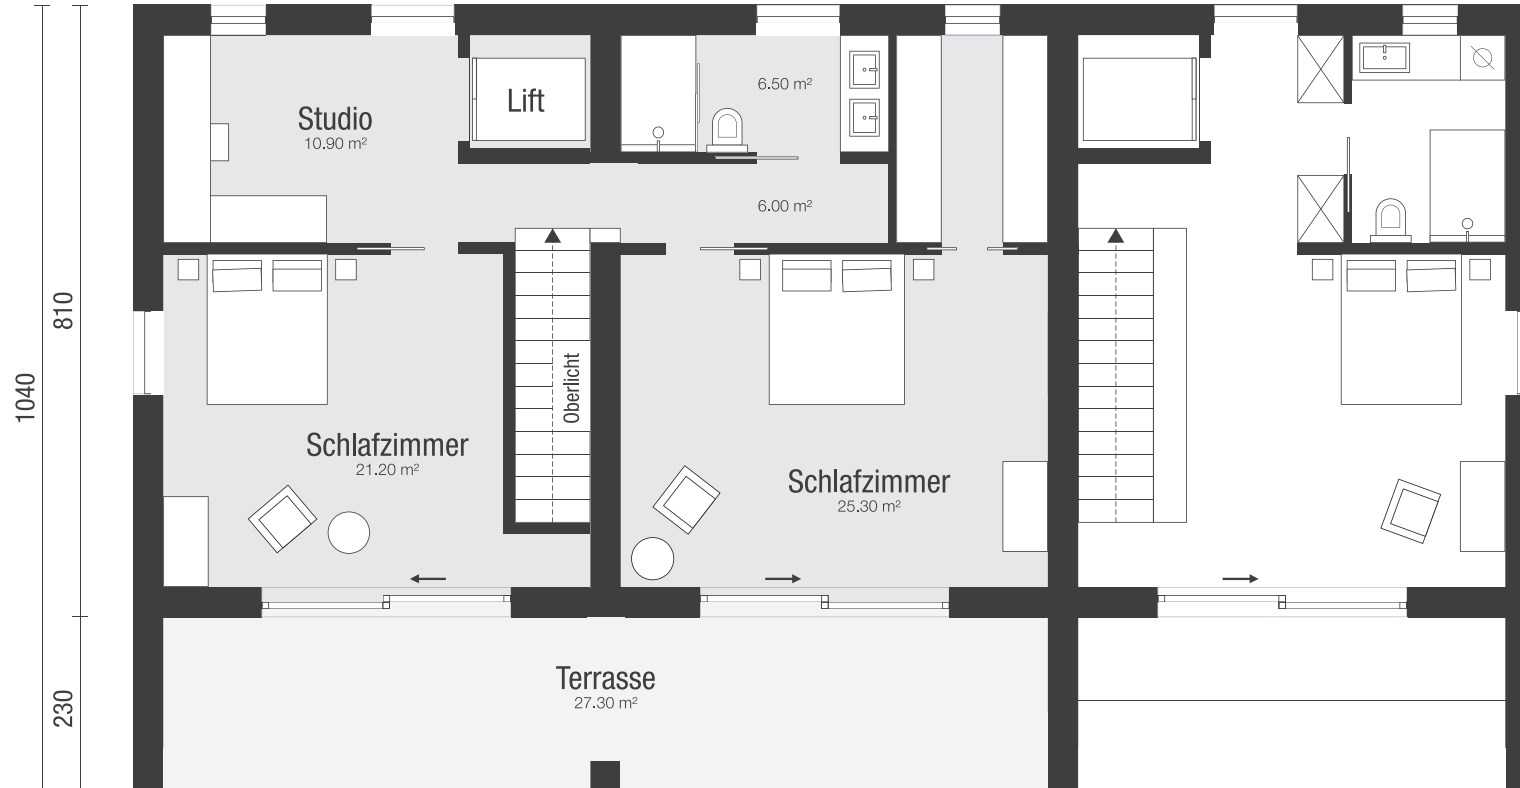 Studio
10.90 m²
Lift
6.50 m²
6.00 m²
810
1040
Oberlicht
Schlafzimmer
21.20 m²
Schlafzimmer
25.30 m²
Terrasse
27.30 m²
230